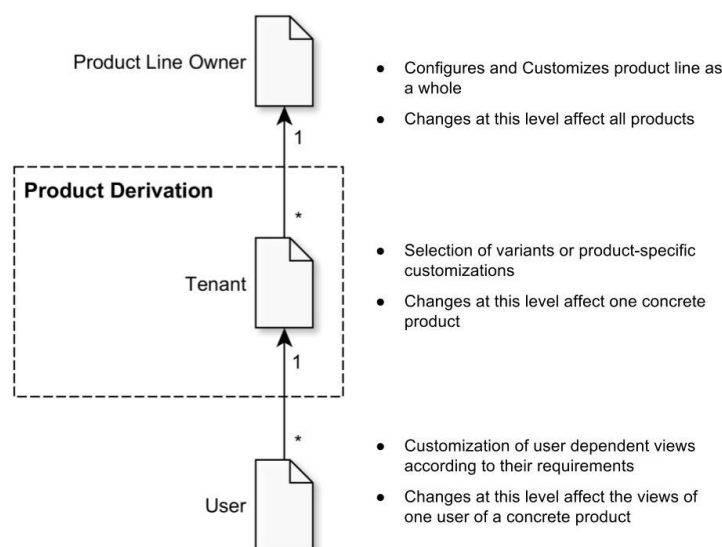 Product Line Owner
● Configures and Customizes product line as
a whole
● Changes at this level affect all products
1
Product Derivation
*
Tenant
● Selection of variants or product-specific
customizations
● Changes at this level affect one concrete
product
1
*
User
● Customization of user dependent views
according to their requirements
● Changes at this level affect the views of
one user of a concrete product